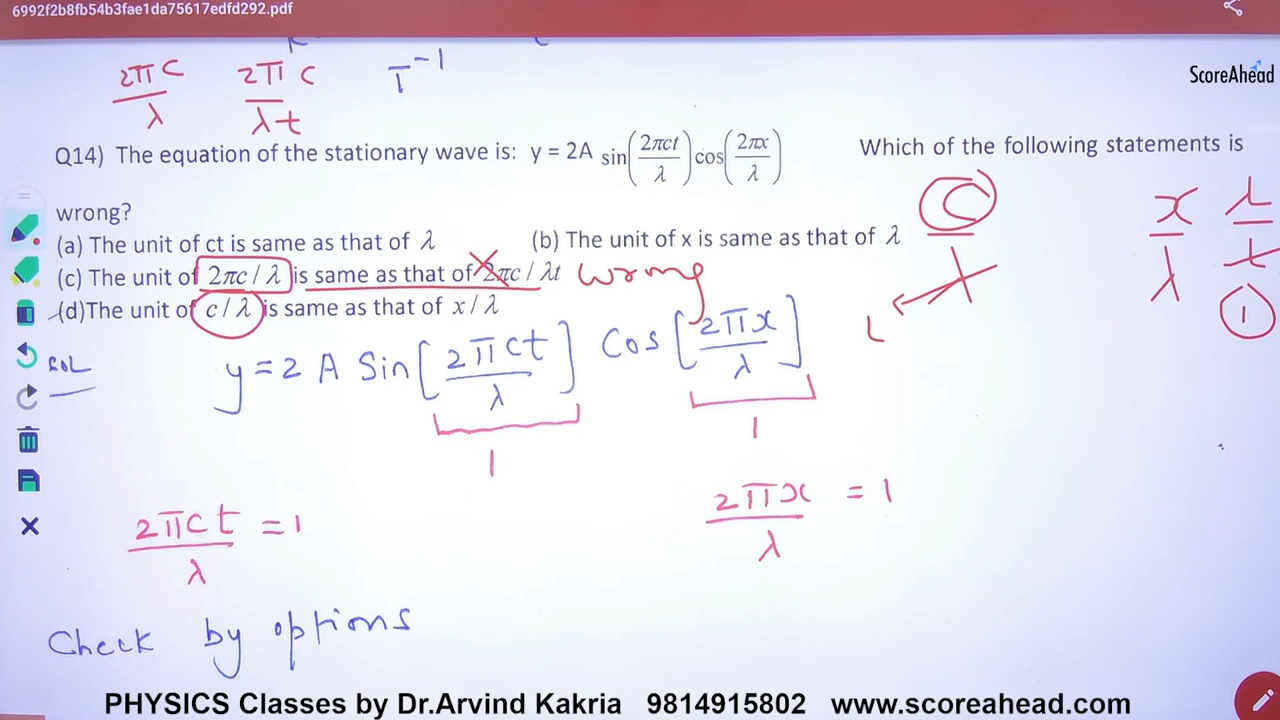 6992f2b8fb54b3fae1da75617edfd292.pdf
ScoreAhead
2πc/λ 2πc/λt T⁻¹
Q14) The equation of the stationary wave is: y = 2A sin(2πct/λ)cos(2πx/λ) Which of the following statements is
wrong?
(a) The unit of ct is same as that of λ (b) The unit of x is same as that of λ
(c) The unit of 2πc / λ is same as that of 2πc / λt wrong
(d)The unit of c / λ is same as that of x / λ
C
x/λ
1
SOL
y = 2 A Sin[2πct/λ] Cos[2πx/λ]
1 1
2πct/λ = 1 2πx/λ = 1
Check by options
PHYSICS Classes by Dr.Arvind Kakria 9814915802 www.scoreahead.com